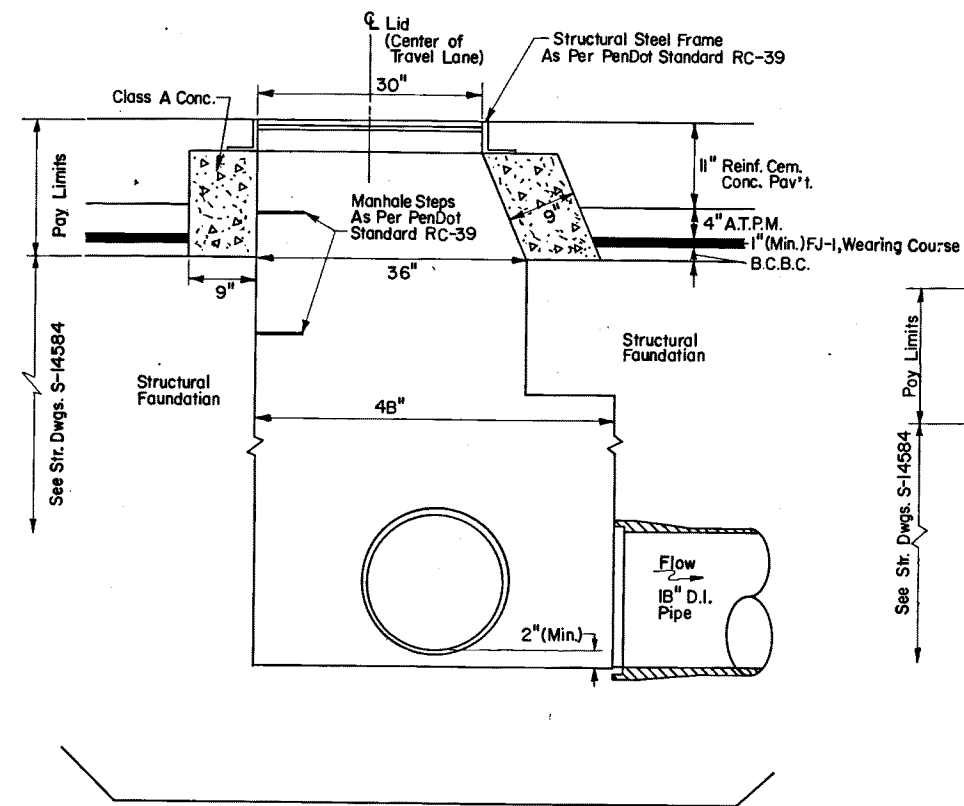 ℄ Lid
(Center of
Travel Lane)
Structural Steel Frame
As Per PenDot Standard RC-39
30"
Class A Conc.
Pay Limits
11" Reinf. Cem.
Conc. Pav't.
Manhole Steps
As Per PenDot
Standard RC-39
9"
4" A.T.P.M.
1" (Min.) FJ-1, Wearing Course
B.C.B.C.
36"
9"
Structural
Foundation
Structural
Foundation
Pay Limits
See Str. Dwgs. S-14584
48"
See Str. Dwgs. S-14584
Flow
18" D.I.
Pipe
2" (Min.)